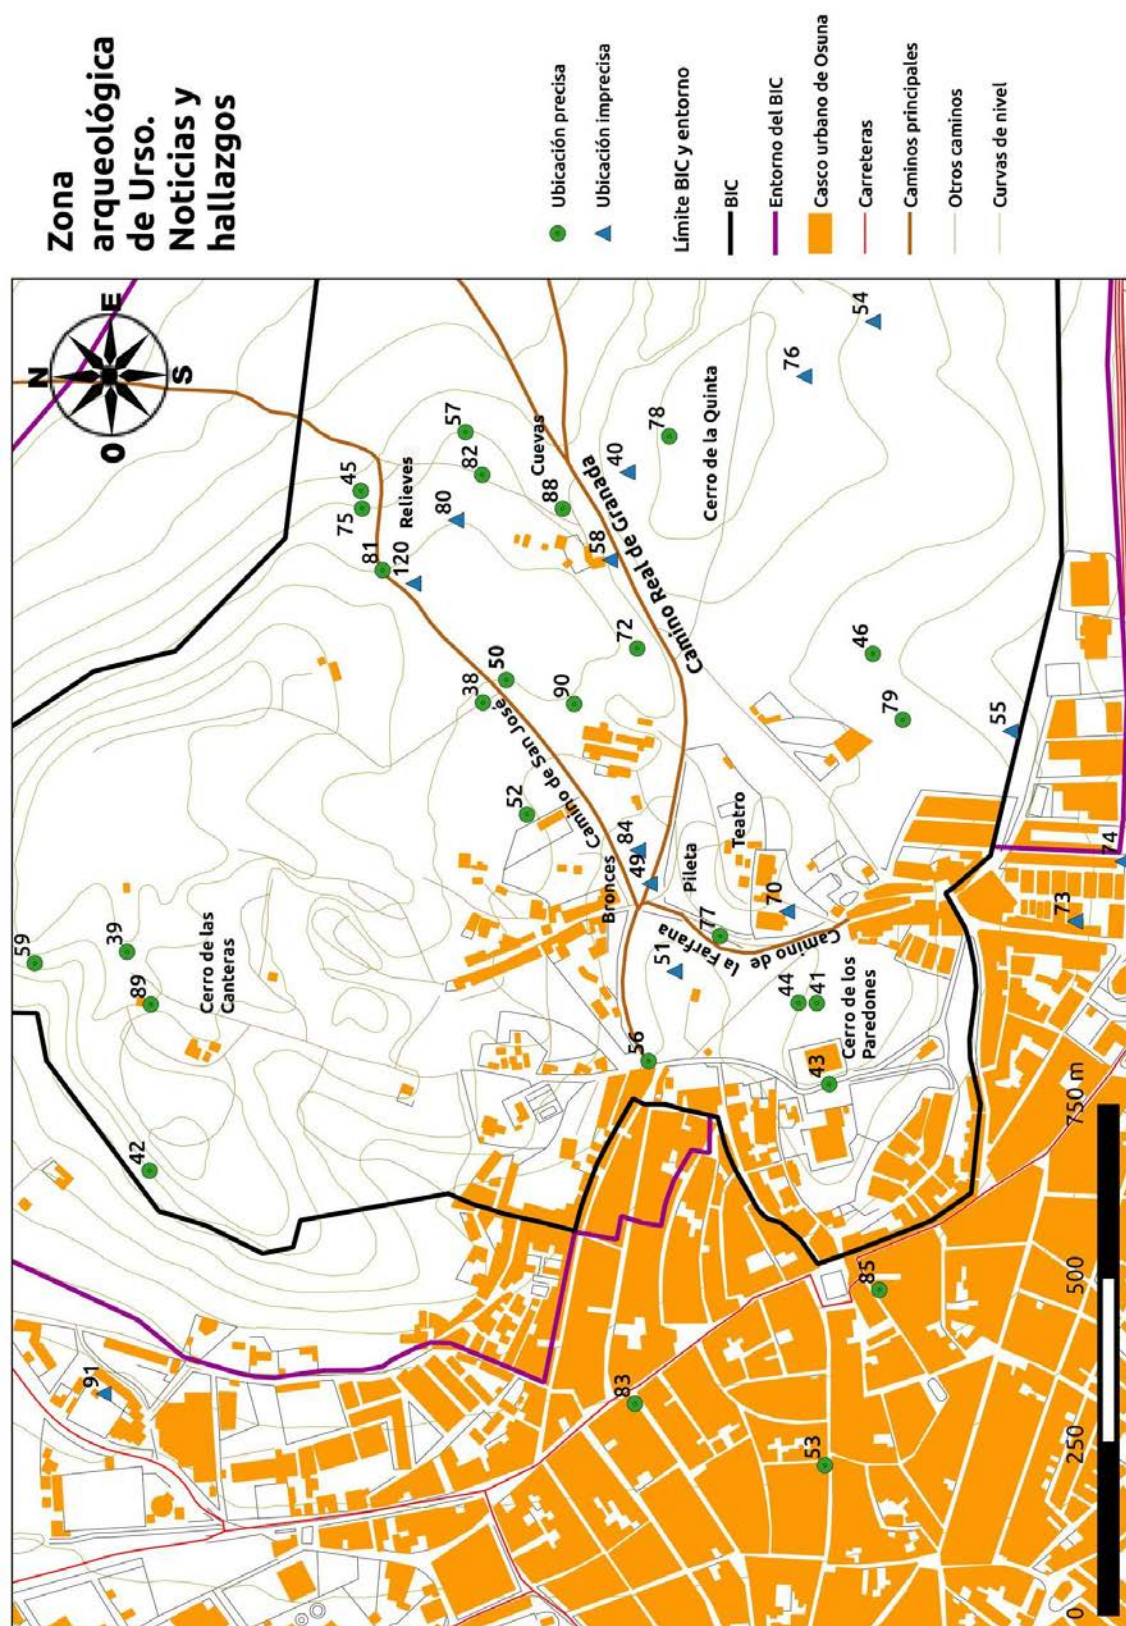 Zona
arqueológica
de Urso.
Noticias y
hallazgos
Ubicación precisa
Ubicación imprecisa
Límite BIC y entorno
BIC
Entorno del BIC
Casco urbano de Osuna
Carreteras
Caminos principales
Otros caminos
Curvas de nivel
N
E
S
O
59
39
89
42
Cerro de las
Canteras
91
45
75
81
120
Relieves
57
82
80
Cuevas
88
40
58
78
Cerro de la Quinta
76
54
Camino Real de Granada
72
50
38
90
Camino de San José
52
84
49
Bronces
Pileta
Teatro
46
79
55
77
70
51
Camino de
la Farfana
44
41
Cerro de los
Paredones
56
43
74
73
85
83
53
0
250
500
750 m